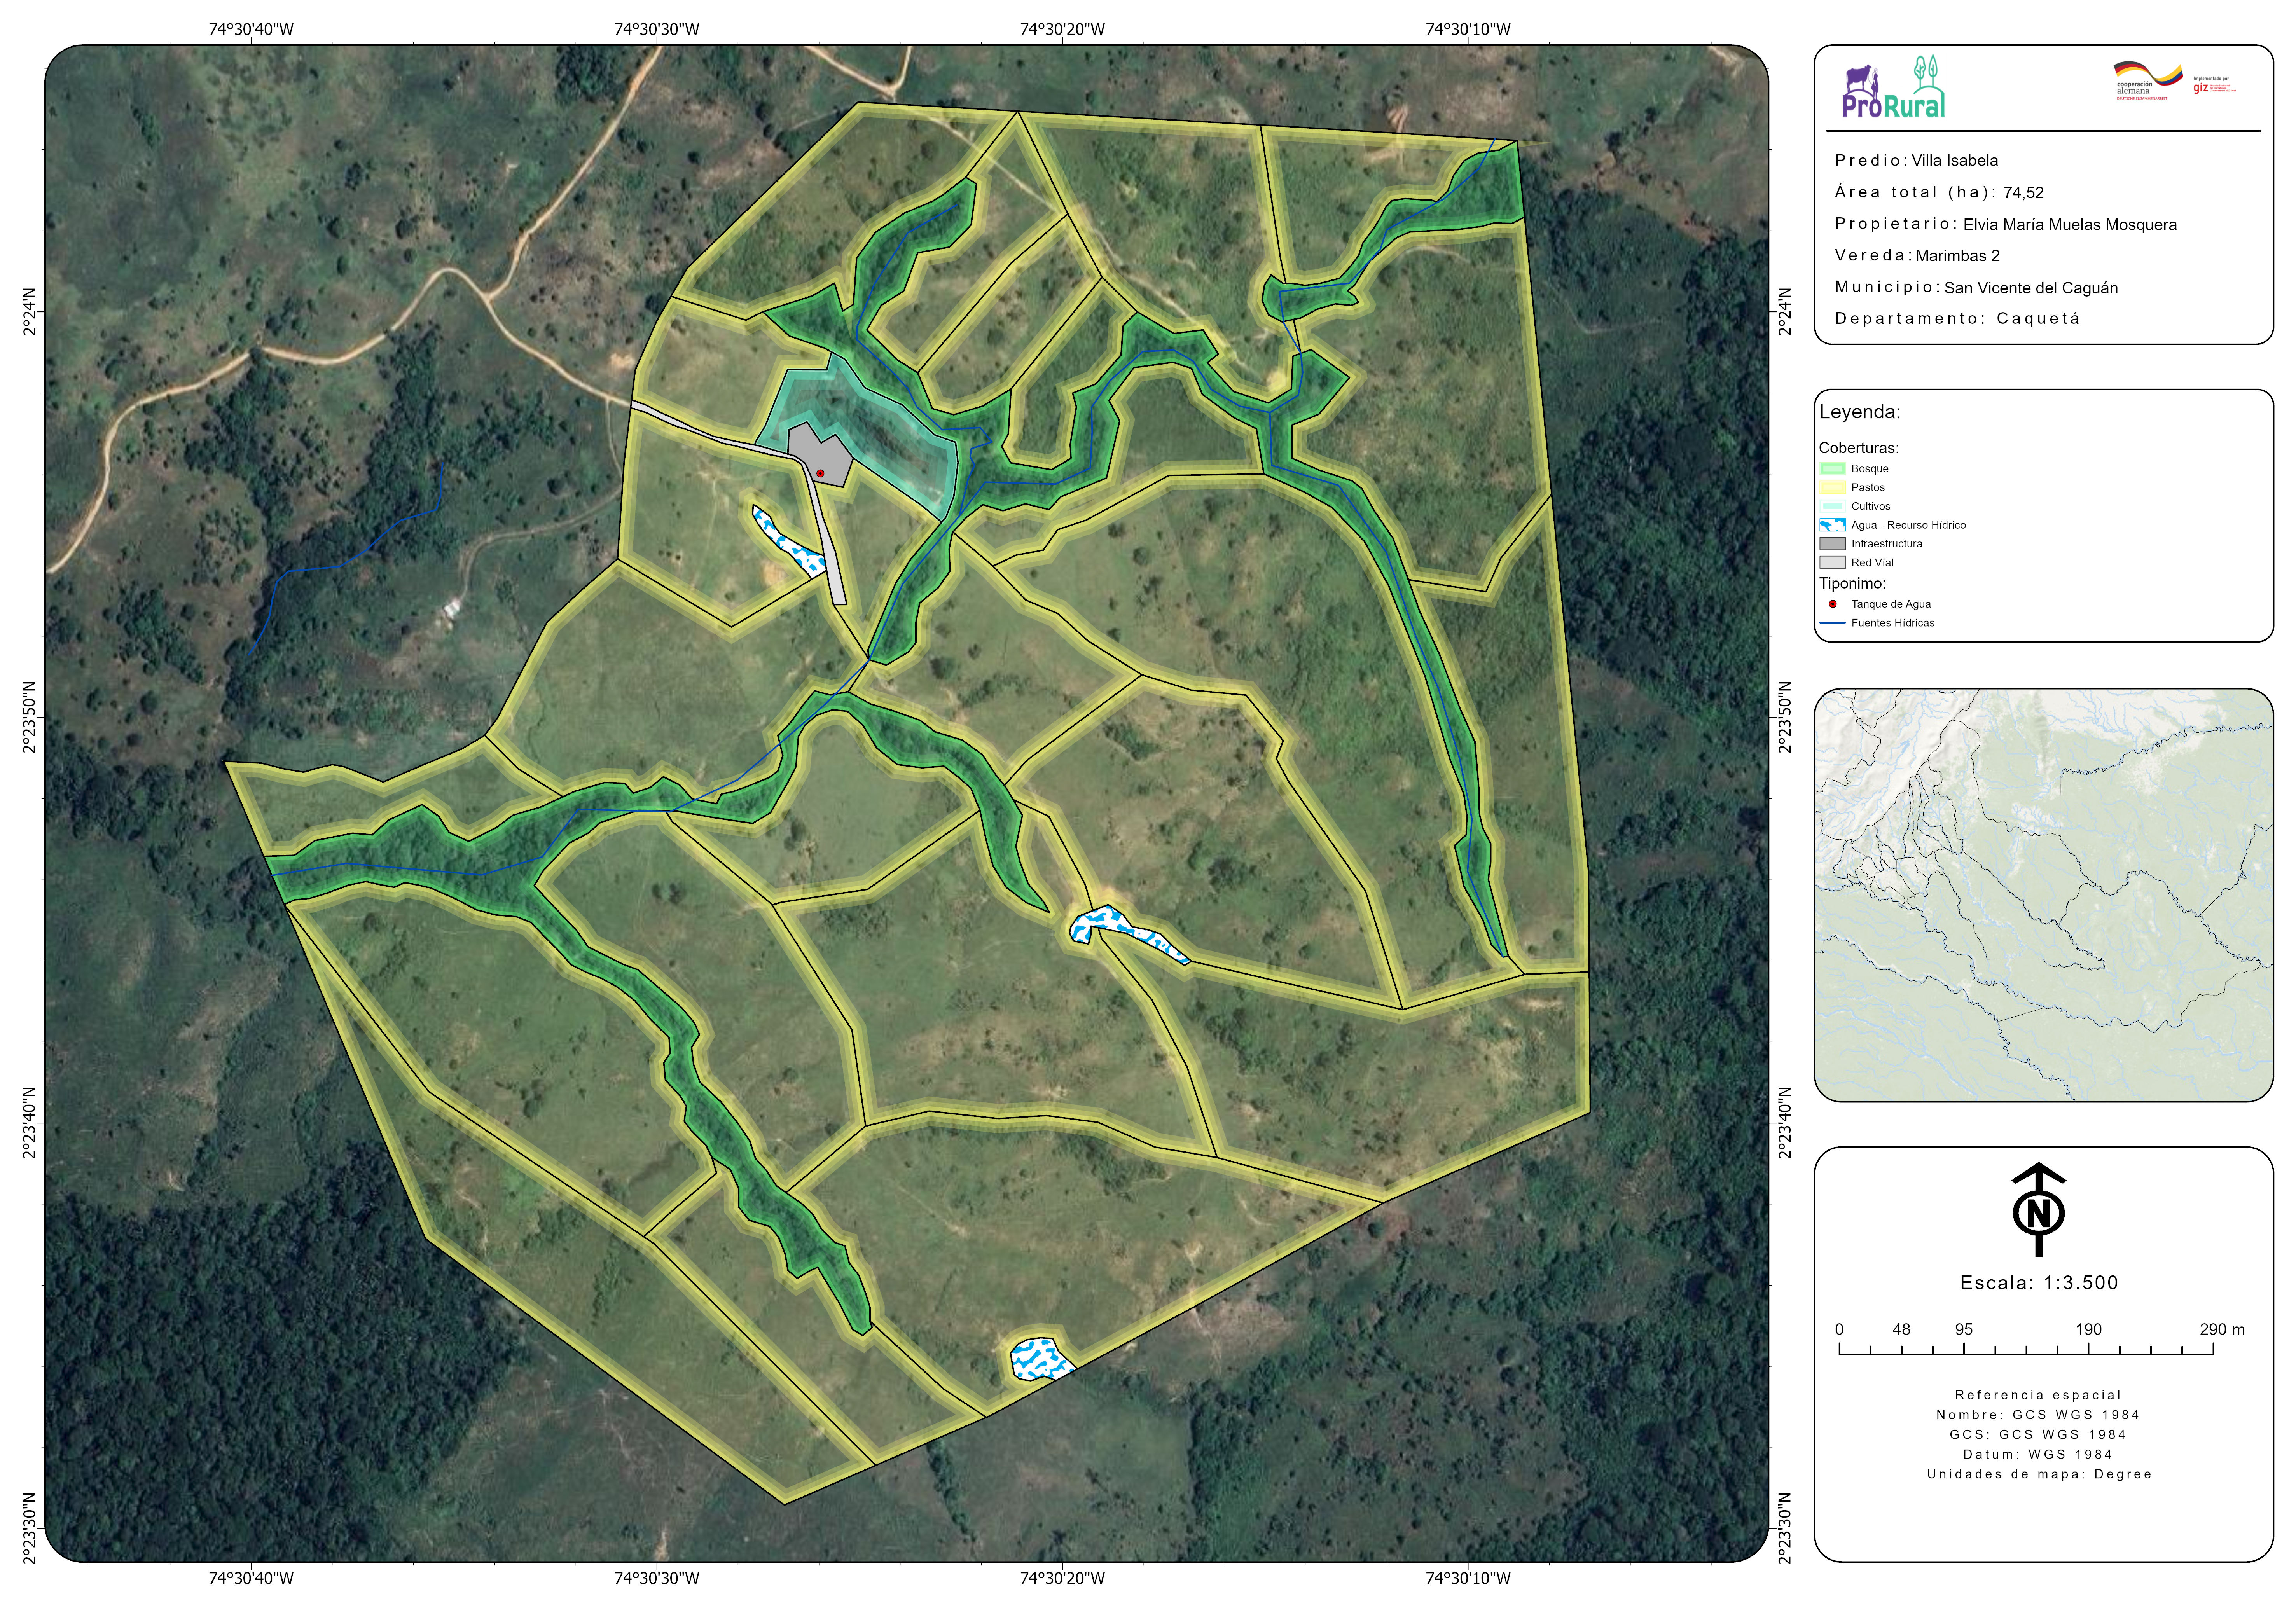 74°30'40"W 74°30'30"W 74°30'20"W 74°30'10"W
2°24'N 2°24'N
2°23'50"N 2°23'50"N
2°23'40"N 2°23'40"N
2°23'30"N 2°23'30"N
74°30'40"W 74°30'30"W 74°30'20"W 74°30'10"W
ProRural
cooperación
alemana
DEUTSCHE ZUSAMMENARBEIT
Implementado por
giz
Predio: Villa Isabela
Área total (ha): 74,52
Propietario: Elvia María Muelas Mosquera
Vereda: Marimbas 2
Municipio: San Vicente del Caguán
Departamento: Caquetá
Leyenda:
Coberturas:
Bosque
Pastos
Cultivos
Agua - Recurso Hídrico
Infraestructura
Red Víal
Tiponimo:
Tanque de Agua
Fuentes Hídricas
N
Escala: 1:3.500
0 48 95 190 290 m
Referencia espacial
Nombre: GCS WGS 1984
GCS: GCS WGS 1984
Datum: WGS 1984
Unidades de mapa: Degree